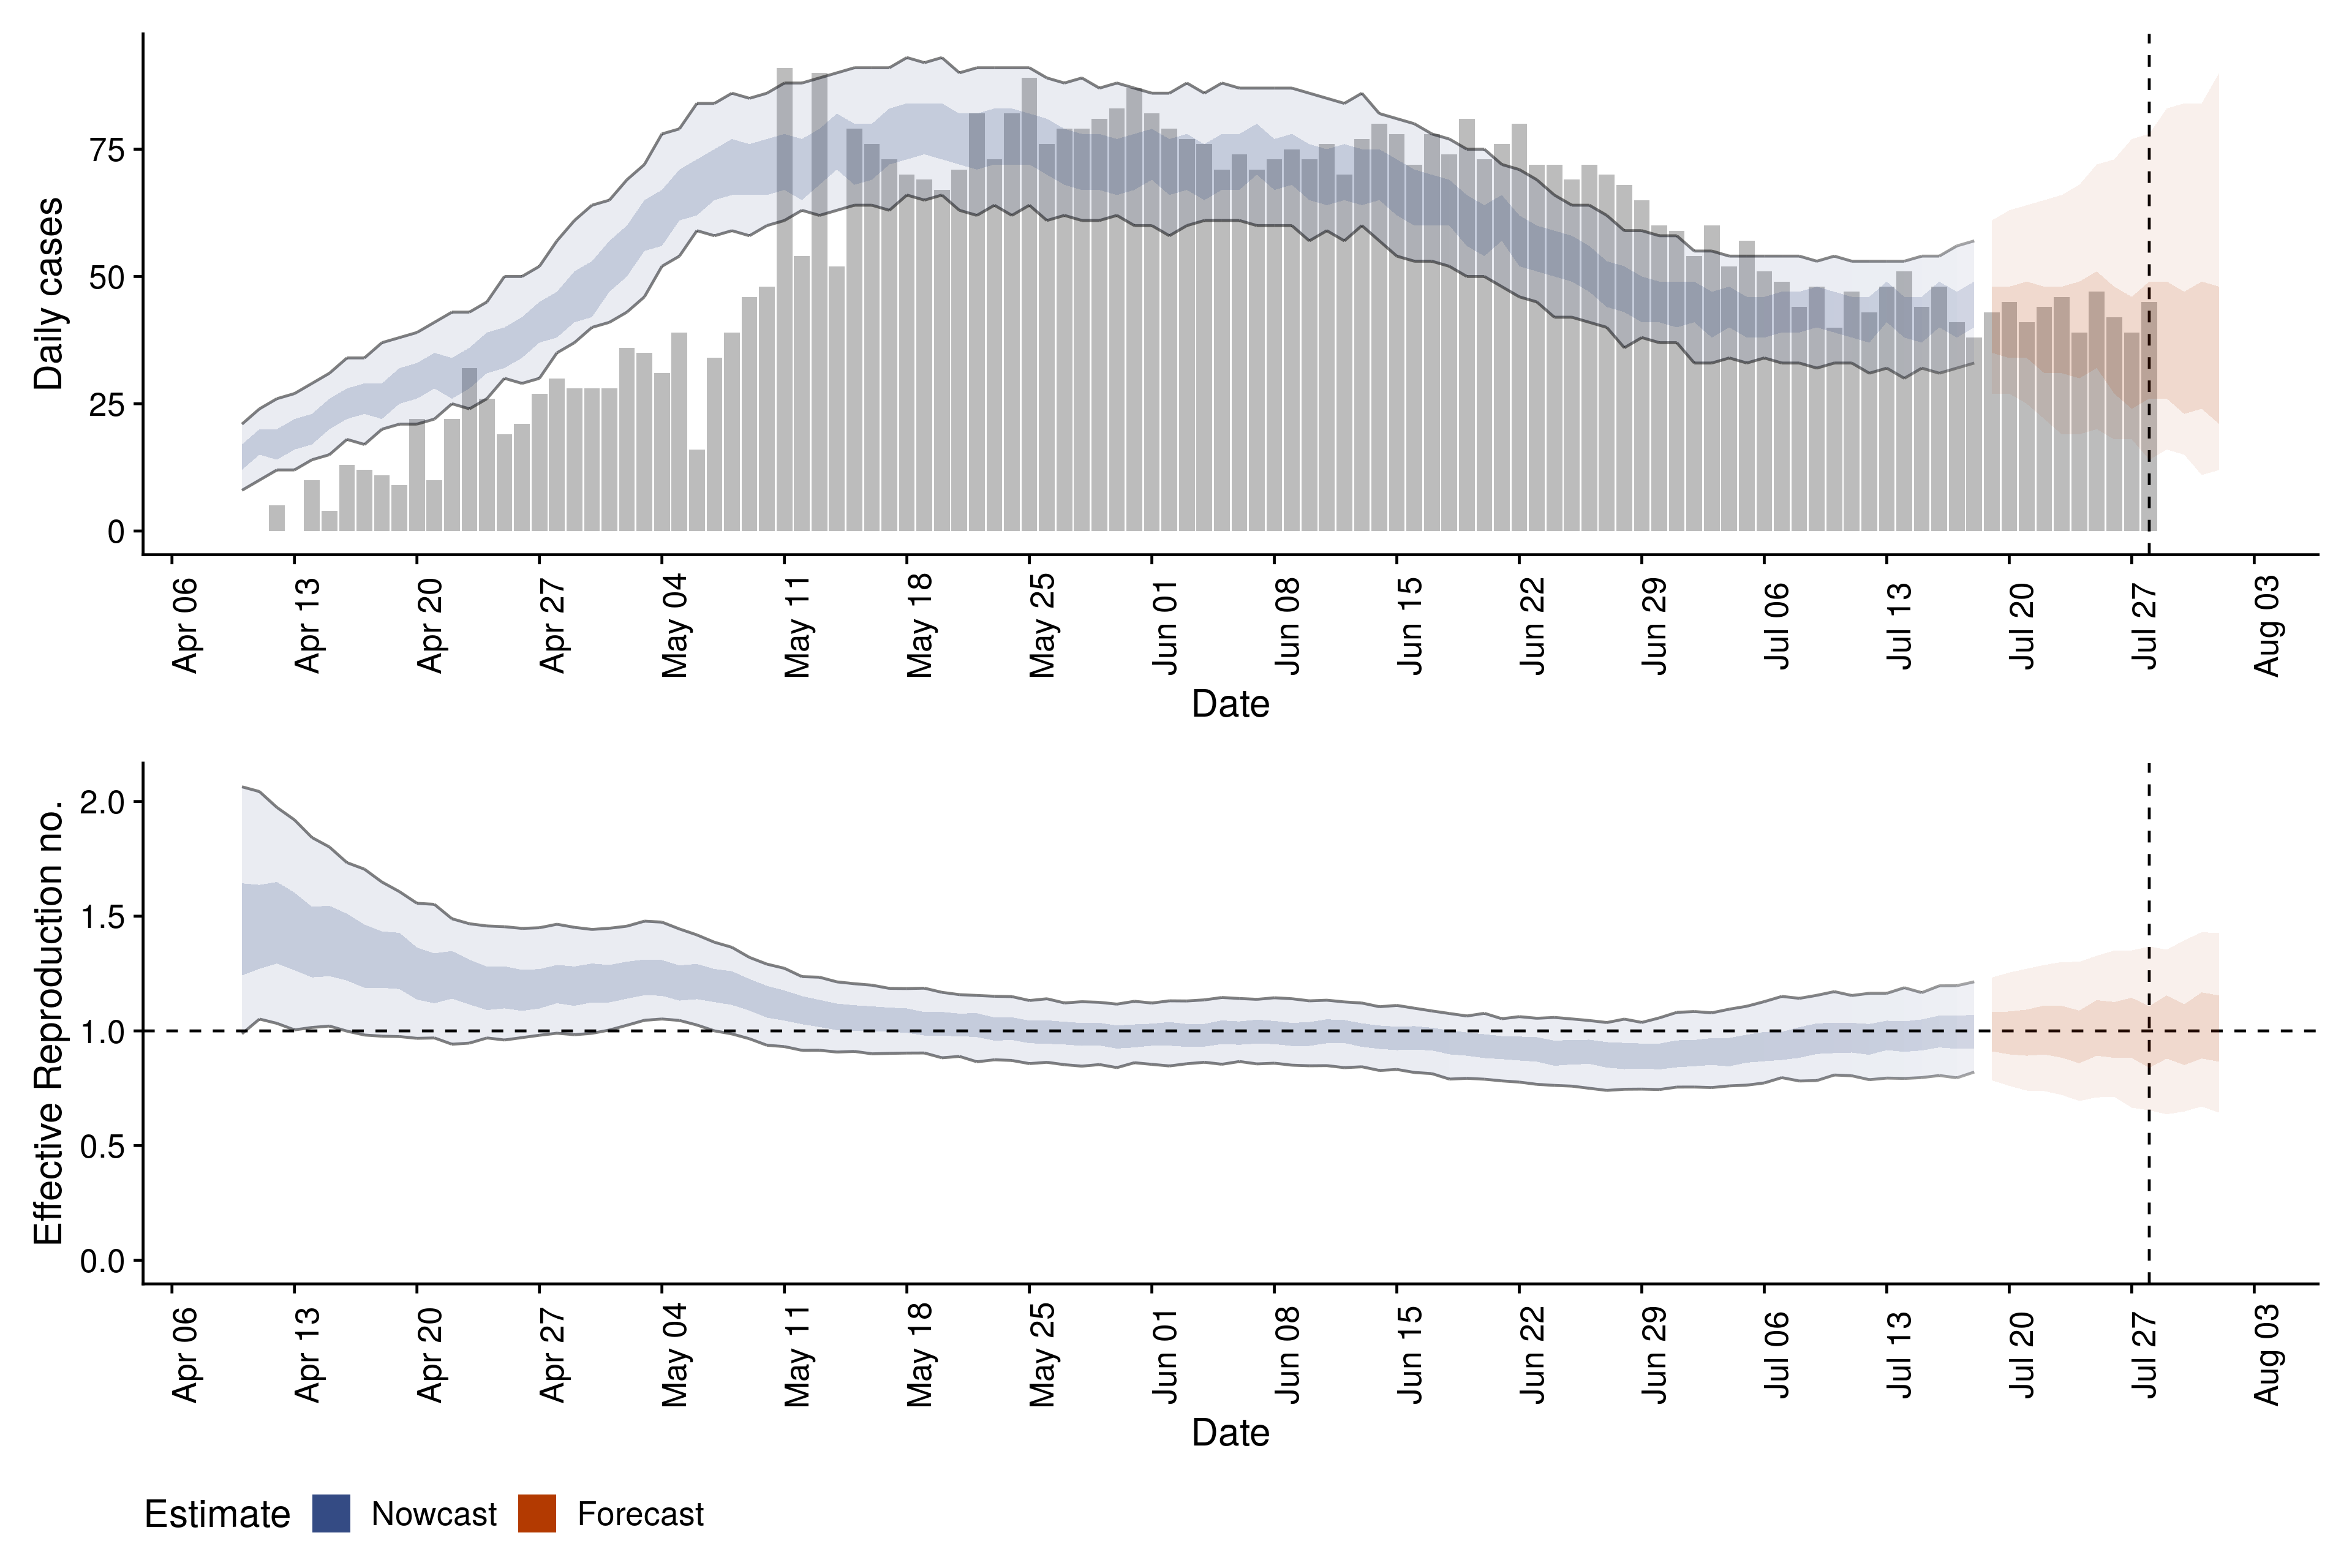 Daily cases
75
50
25
0
Apr 06
Apr 13
Apr 20
Apr 27
May 04
May 11
May 18
May 25
Jun 01
Jun 08
Jun 15
Jun 22
Jun 29
Jul 06
Jul 13
Jul 20
Jul 27
Aug 03
Date
Effective Reproduction no.
2.0
1.5
1.0
0.5
0.0
Apr 06
Apr 13
Apr 20
Apr 27
May 04
May 11
May 18
May 25
Jun 01
Jun 08
Jun 15
Jun 22
Jun 29
Jul 06
Jul 13
Jul 20
Jul 27
Aug 03
Date
Estimate Nowcast Forecast